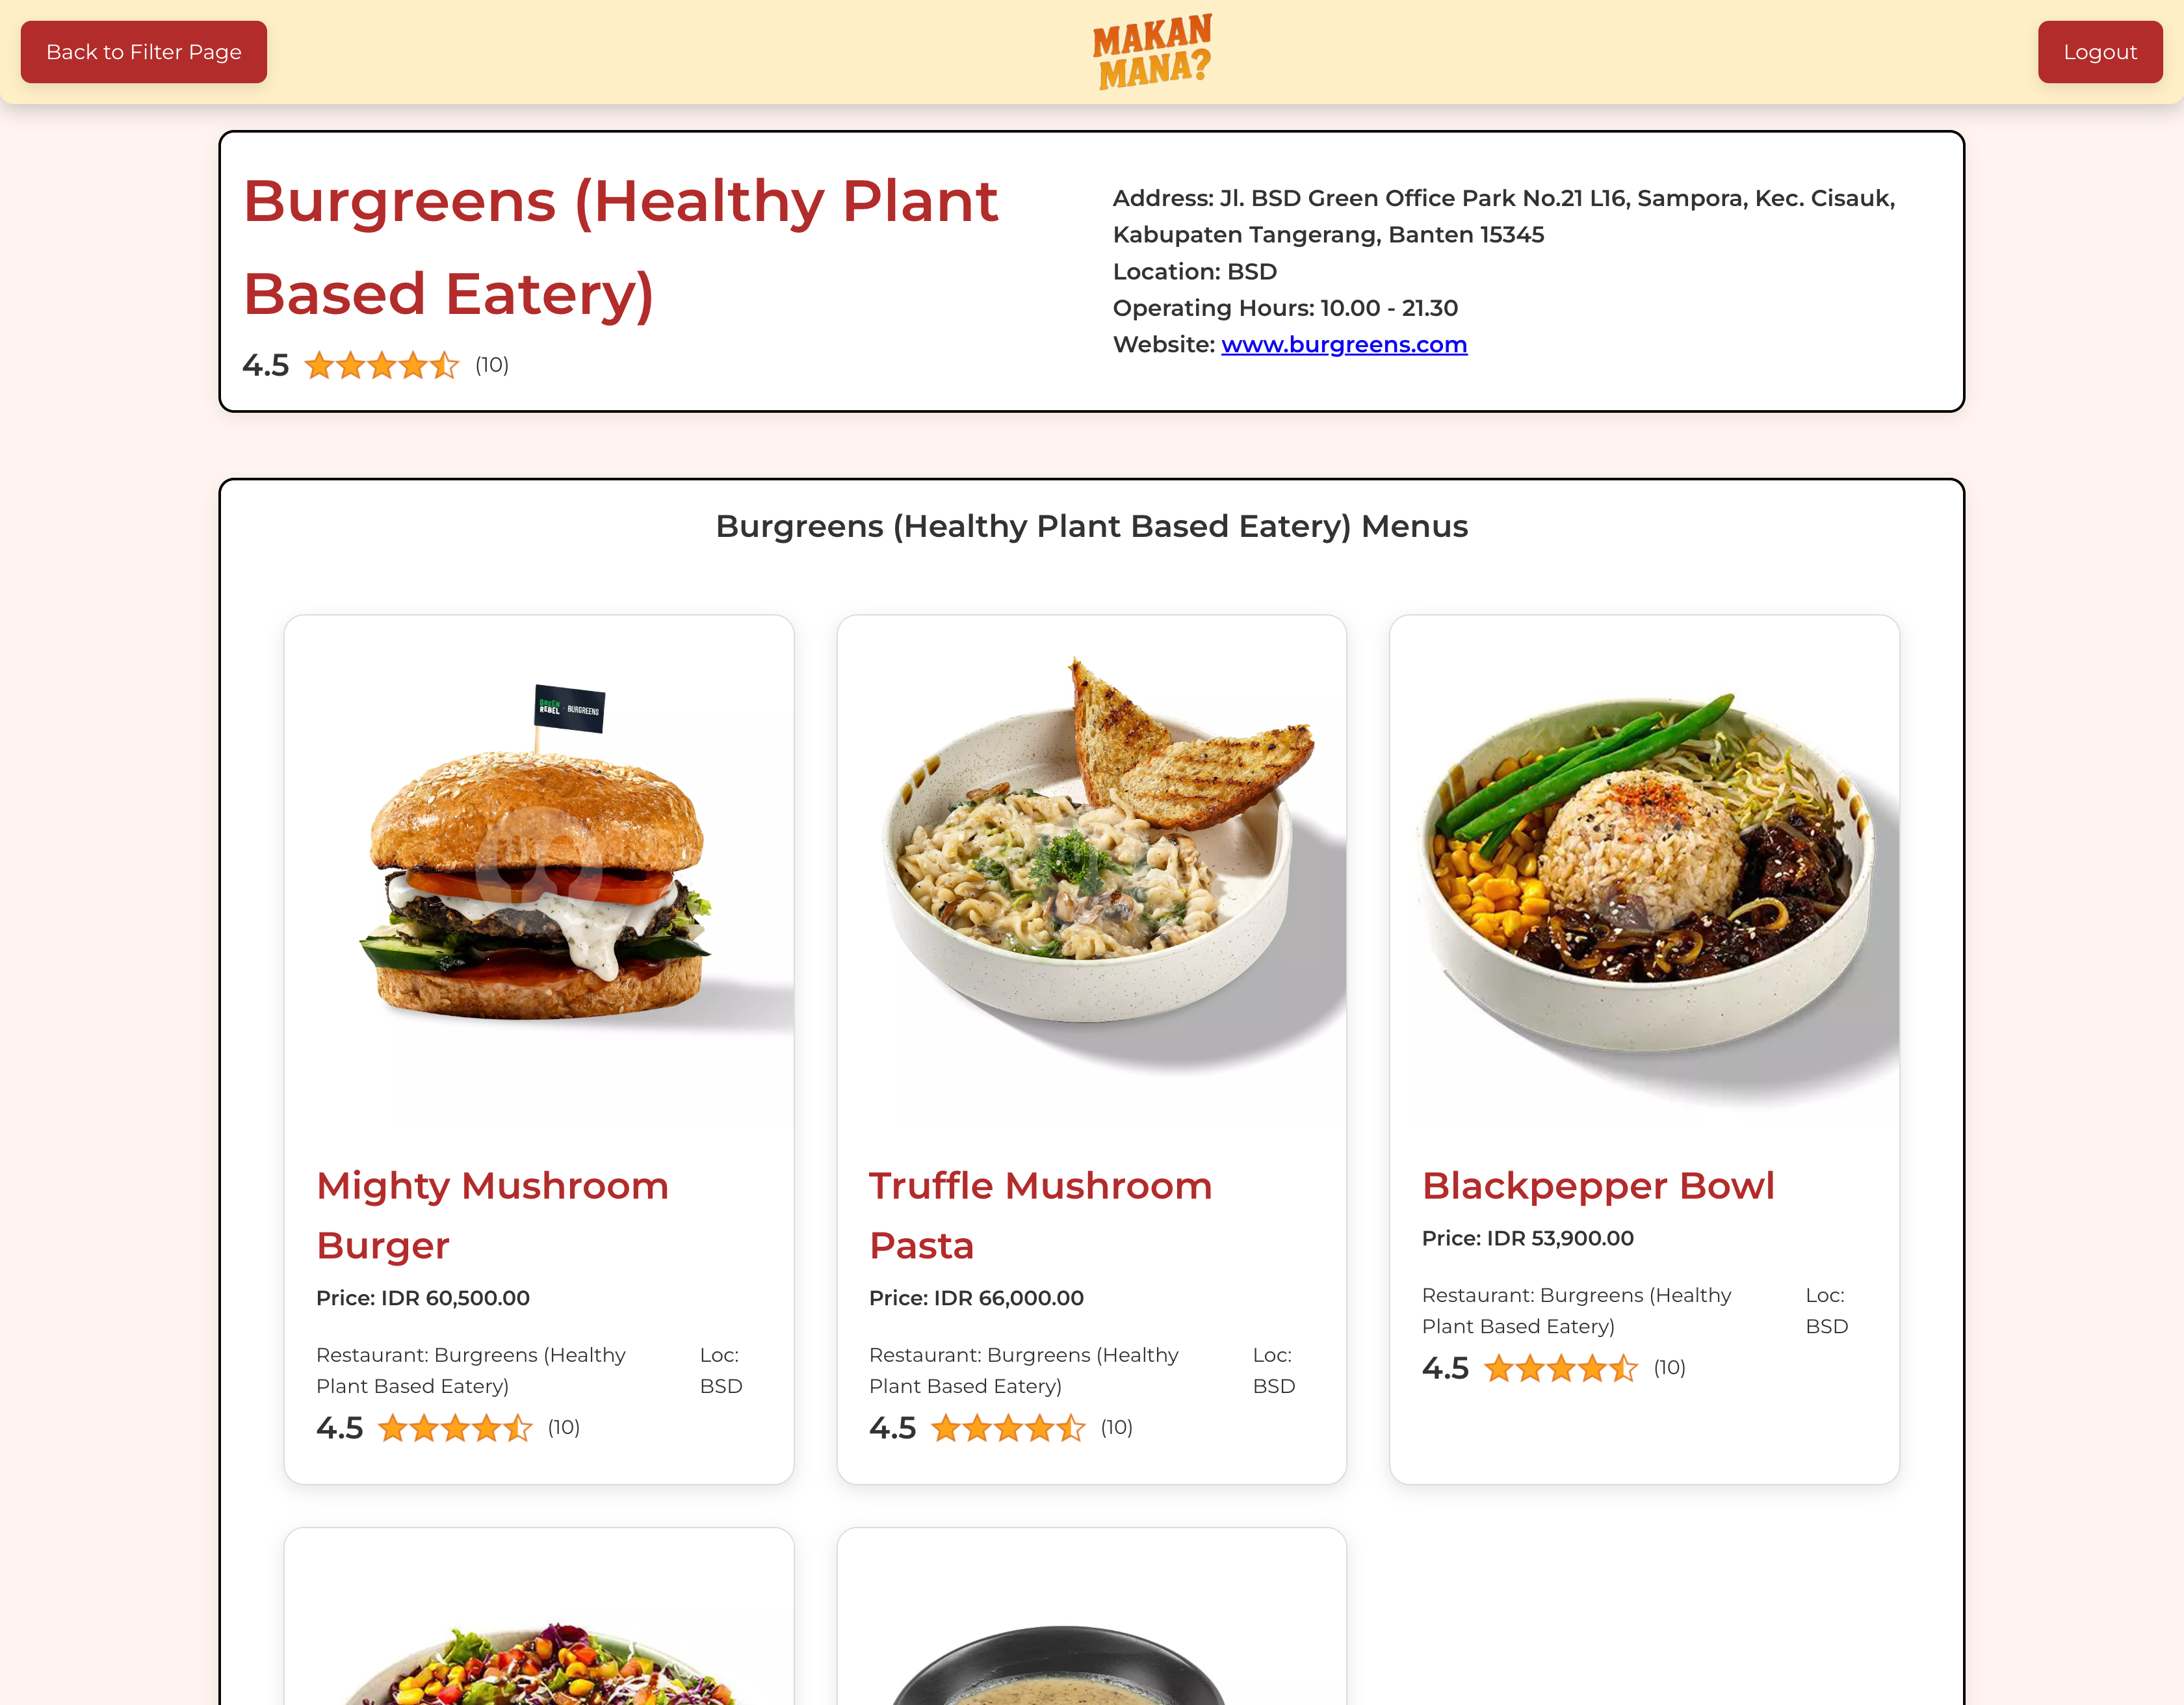 Back to Filter Page
MAKAN
MANA?
Logout
Burgreens (Healthy Plant
Based Eatery)
4.5 (10)
Address: Jl. BSD Green Office Park No.21 L16, Sampora, Kec. Cisauk,
Kabupaten Tangerang, Banten 15345
Location: BSD
Operating Hours: 10.00 - 21.30
Website: www.burgreens.com
Burgreens (Healthy Plant Based Eatery) Menus
GREEN
REBEL - BURGREENS
Mighty Mushroom
Burger
Price: IDR 60,500.00
Restaurant: Burgreens (Healthy
Plant Based Eatery)
Loc:
BSD
4.5 (10)
Truffle Mushroom
Pasta
Price: IDR 66,000.00
Restaurant: Burgreens (Healthy
Plant Based Eatery)
Loc:
BSD
4.5 (10)
Blackpepper Bowl
Price: IDR 53,900.00
Restaurant: Burgreens (Healthy
Plant Based Eatery)
Loc:
BSD
4.5 (10)